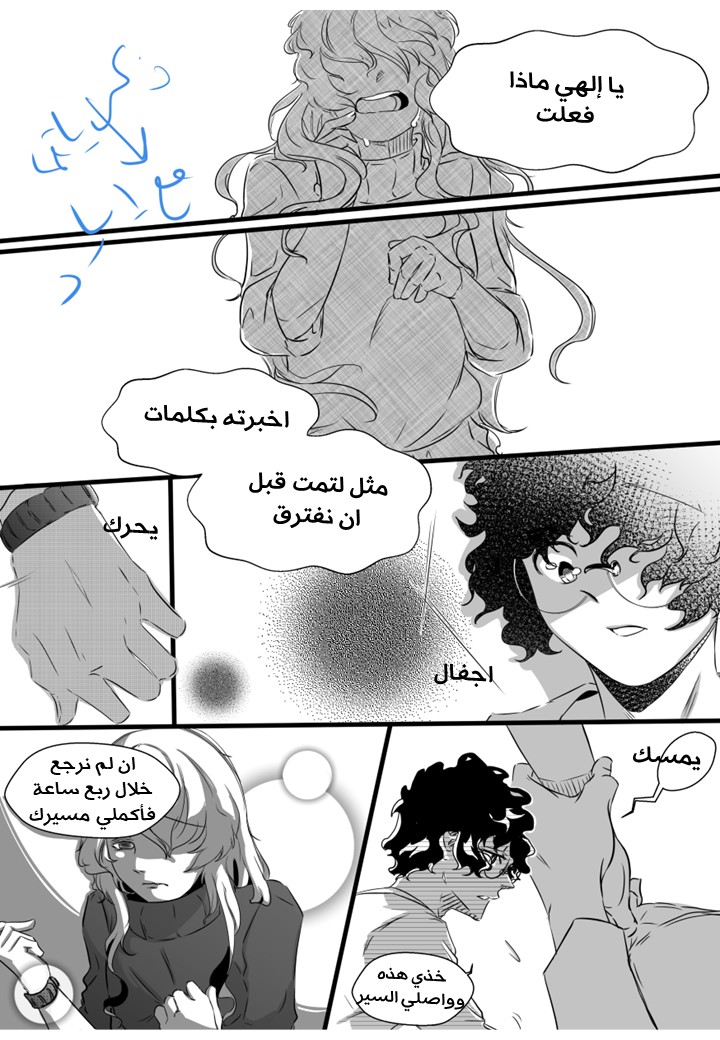 يا إلهي ماذا
فعلت
اخبرته بكلمات
مثل لتمت قبل
ان نفترق
اجفال
يحرك
يمسك
خذي هذه
وواصلي السير
ان لم نرجع
خلال ربع ساعة
فأكملي مسيرك